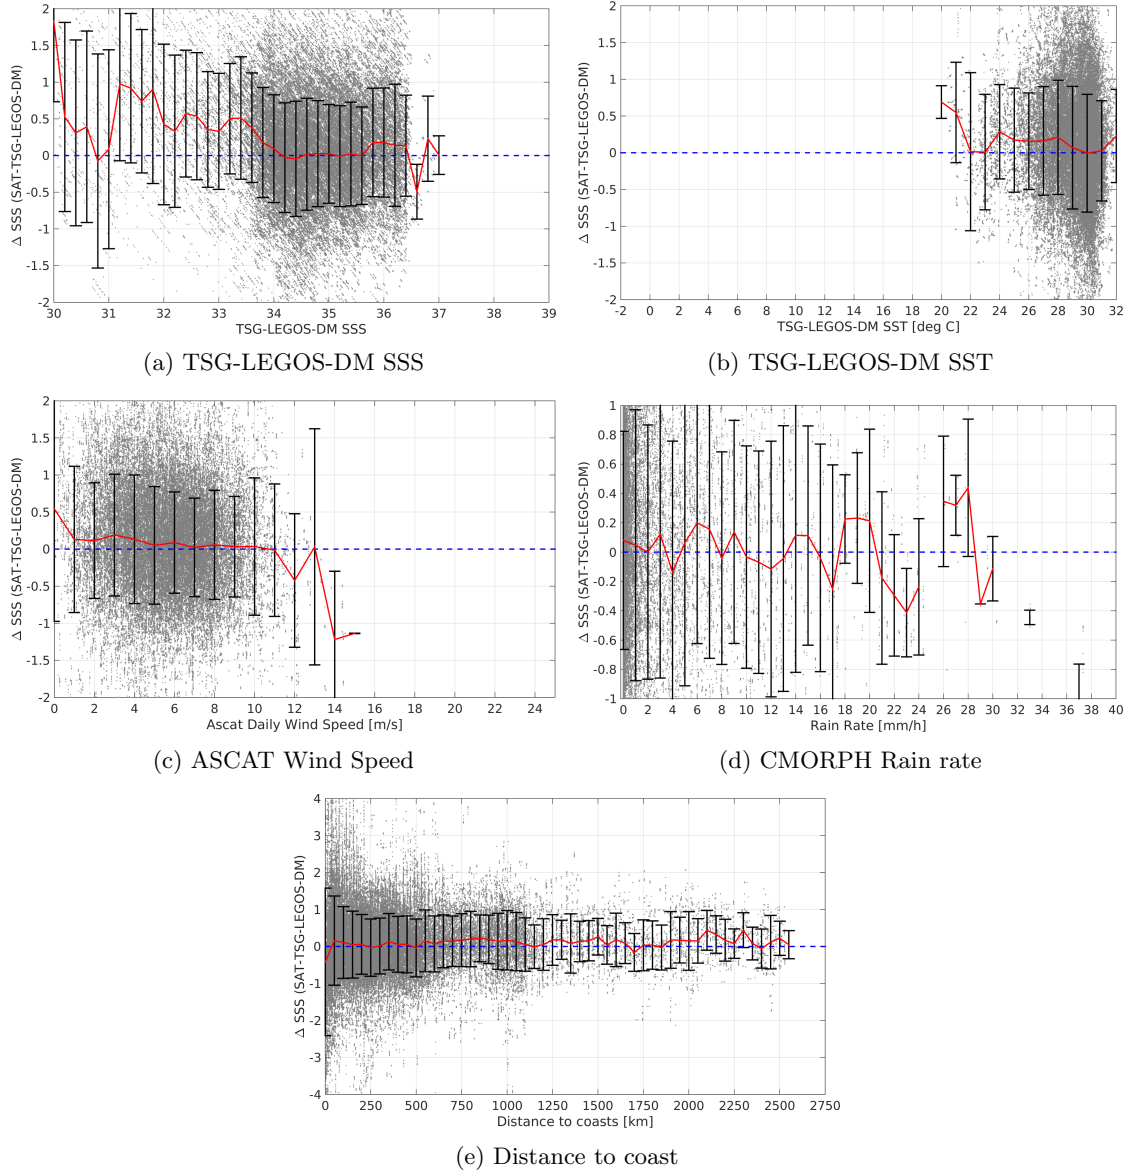 2
1.5
1
0.5
0
-0.5
-1
-1.5
-2
Δ SSS (SAT-TSG-LEGOS-DM)
30 31 32 33 34 35 36 37 38 39
TSG-LEGOS-DM SSS
(a) TSG-LEGOS-DM SSS
2
1.5
1
0.5
0
-0.5
-1
-1.5
-2
Δ SSS (SAT-TSG-LEGOS-DM)
-2 0 2 4 6 8 10 12 14 16 18 20 22 24 26 28 30 32
TSG-LEGOS-DM SST [deg C]
(b) TSG-LEGOS-DM SST
2
1.5
1
0.5
0
-0.5
-1
-1.5
-2
Δ SSS (SAT-TSG-LEGOS-DM)
0 2 4 6 8 10 12 14 16 18 20 22 24
Ascat Daily Wind Speed [m/s]
(c) ASCAT Wind Speed
1
0.8
0.6
0.4
0.2
0
-0.2
-0.4
-0.6
-0.8
-1
Δ SSS (SAT-TSG-LEGOS-DM)
0 2 4 6 8 10 12 14 16 18 20 22 24 26 28 30 32 34 36 38 40
Rain Rate [mm/h]
(d) CMORPH Rain rate
4
3
2
1
0
-1
-2
-3
-4
Δ SSS (SAT-TSG-LEGOS-DM)
0 250 500 750 1000 1250 1500 1750 2000 2250 2500 2750
Distance to coasts [km]
(e) Distance to coast